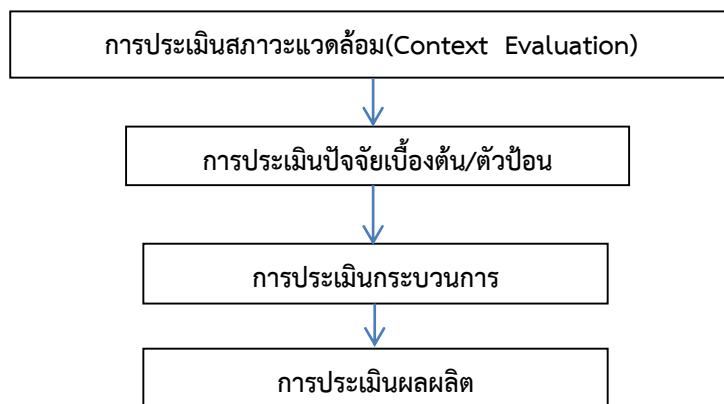 การประเมินสภาวะแวดล้อม(Context Evaluation)
การประเมินปัจจัยเบื้องต้น/ตัวป้อน
การประเมินกระบวนการ
การประเมินผลผลิต